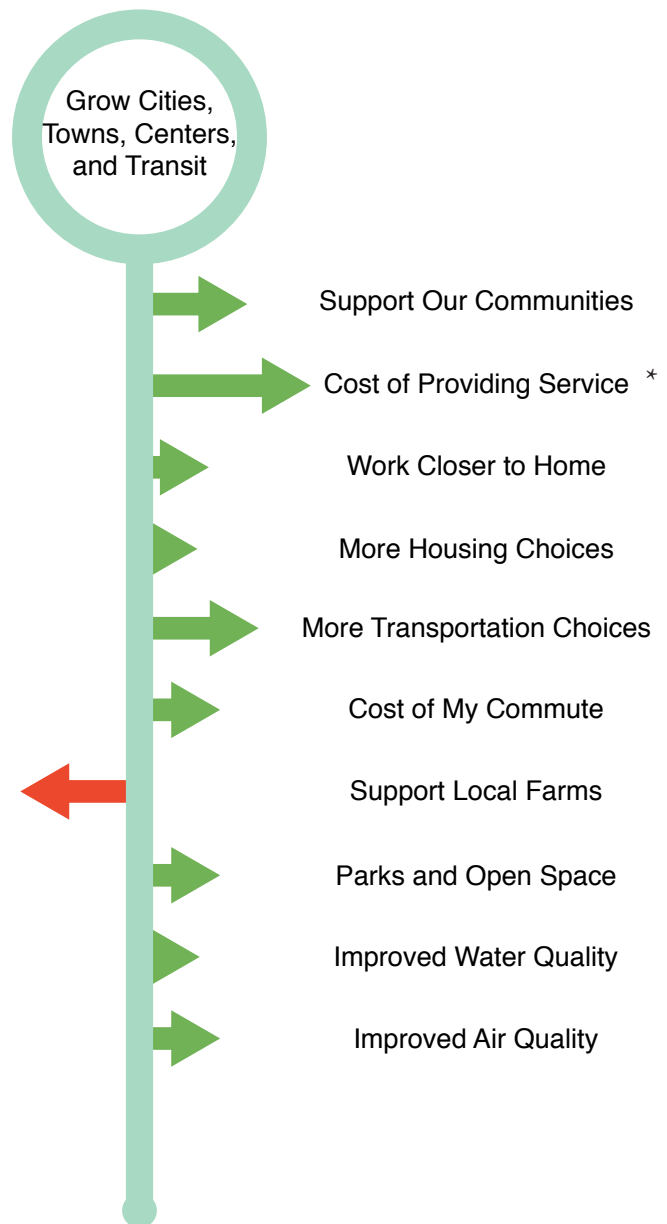 Grow Cities,
Towns, Centers,
and Transit
Support Our Communities
Cost of Providing Service *
Work Closer to Home
More Housing Choices
More Transportation Choices
Cost of My Commute
Support Local Farms
Parks and Open Space
Improved Water Quality
Improved Air Quality